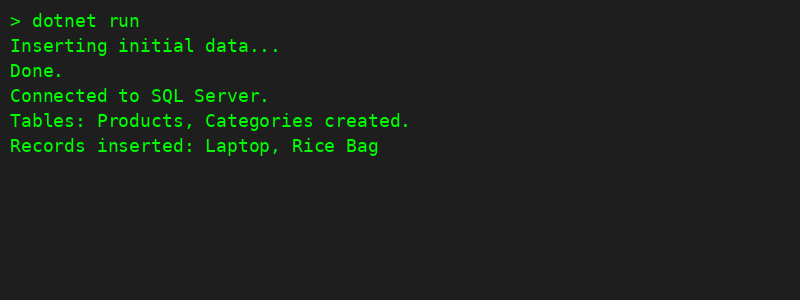 > dotnet run
Inserting initial data...
Done.
Connected to SQL Server.
Tables: Products, Categories created.
Records inserted: Laptop, Rice Bag